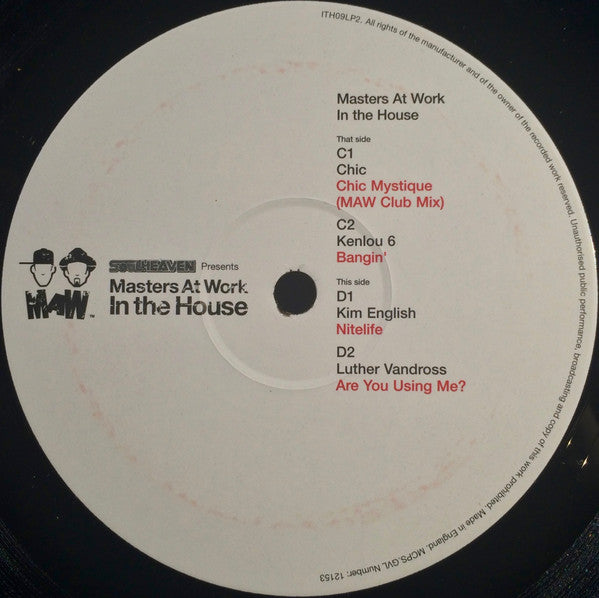 ITH09LP2. All rights of the manufacturer and of the owner of the recorded work reserved. Unauthorised public performance, broadcasting and copy of this work prohibited. Made in England. MCPS.GVL Number: 12153
Masters At Work
In the House
That side
C1
Chic
Chic Mystique
(MAW Club Mix)
C2
Kenlou 6
Bangin'
This side
D1
Kim English
Nitelife
D2
Luther Vandross
Are You Using Me?
SOULHEAVEN Presents
Masters At Work
In the House
MAW TM